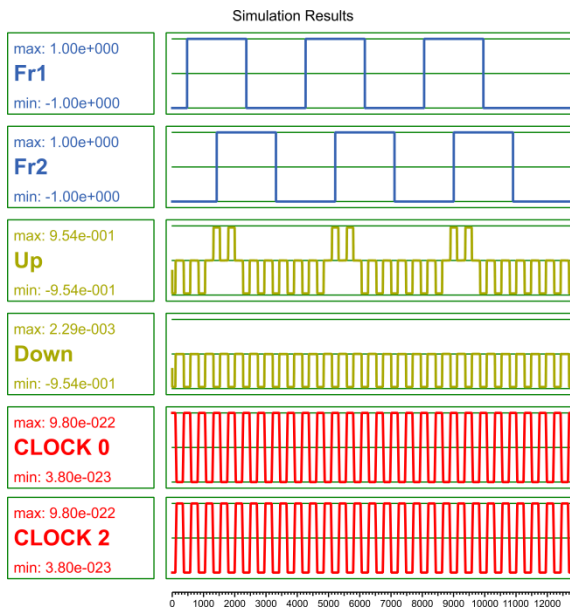 Simulation Results
max: 1.00e+000
Fr1
min: -1.00e+000
max: 1.00e+000
Fr2
min: -1.00e+000
max: 9.54e-001
Up
min: -9.54e-001
max: 2.29e-003
Down
min: -9.54e-001
max: 9.80e-022
CLOCK 0
min: 3.80e-023
max: 9.80e-022
CLOCK 2
min: 3.80e-023
0 1000 2000 3000 4000 5000 6000 7000 8000 9000 10000 11000 12000